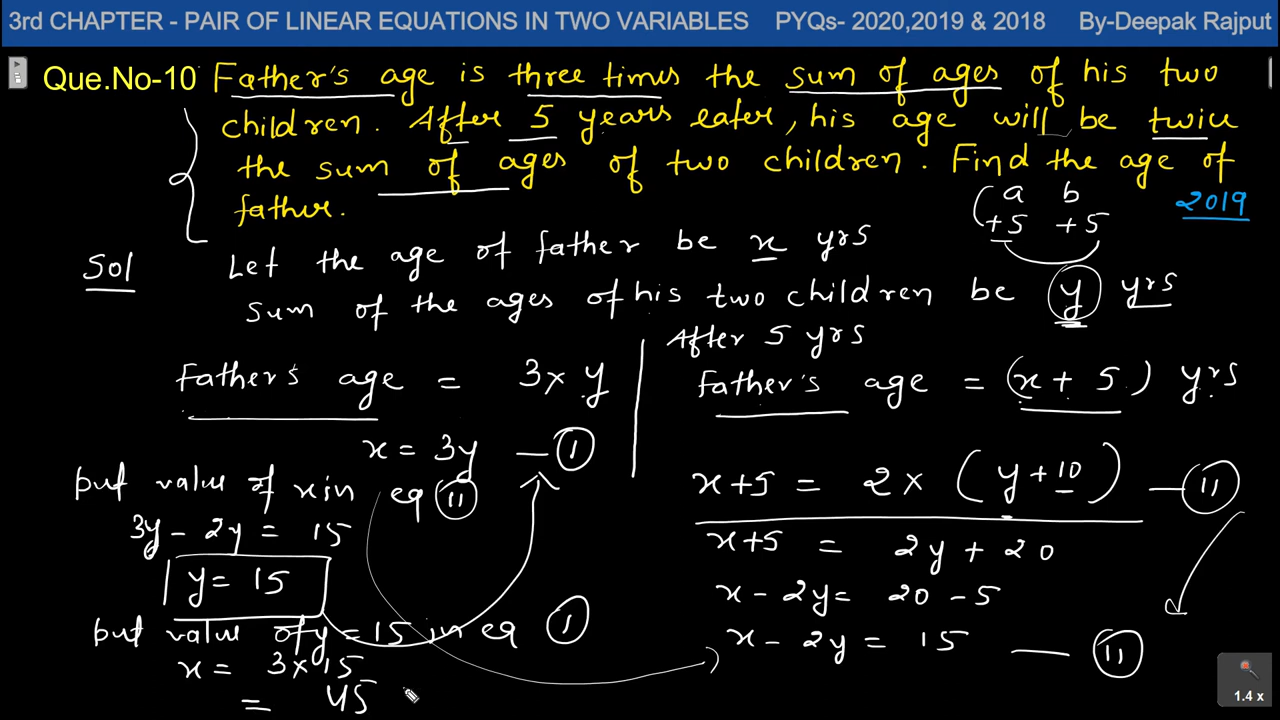 3rd CHAPTER - PAIR OF LINEAR EQUATIONS IN TWO VARIABLES PYQs- 2020,2019 & 2018 By-Deepak Rajput
Que.No-10 Father's age is three times the sum of ages of his two
children. After 5 years later, his age will be twice
the sum of ages of two children. Find the age of
father.
2019
a b
+5 +5
Sol Let the age of father be x yrs
Sum of the ages of his two children be y yrs
Father's age = 3 x y
x = 3y — (1)
After 5 yrs
Father's age = (x + 5) yrs
x+5 = 2 x (y+10) — (11)
x+5 = 2y + 20
x - 2y = 20 - 5
x - 2y = 15 — (11)
put value of x in eq (11)
3y - 2y = 15
y = 15
put value of y = 15 in eq (1)
x = 3 x 15
= 45
1.4 x